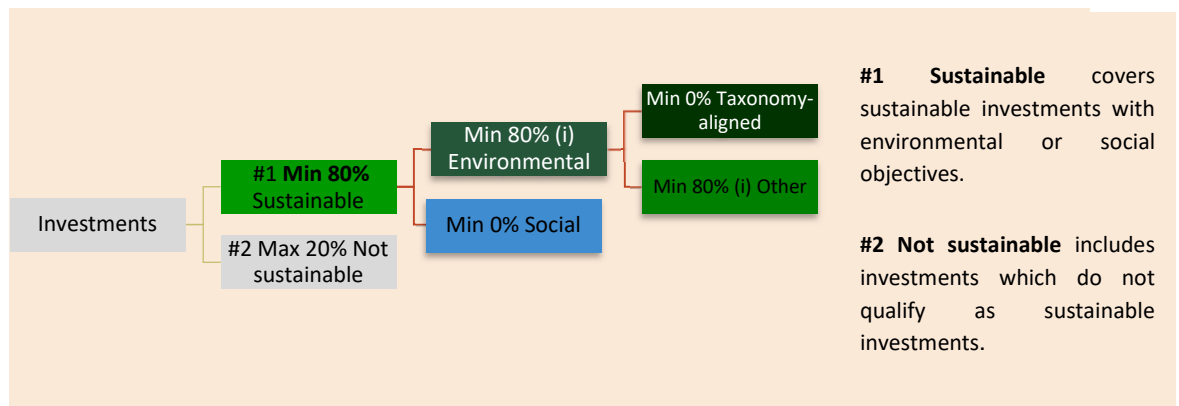 Investments
#1 Min 80%
Sustainable
#2 Max 20% Not
sustainable
Min 80% (i)
Environmental
Min 0% Social
Min 0% Taxonomy-
aligned
Min 80% (i) Other
#1 Sustainable covers
sustainable investments with
environmental or social
objectives.
#2 Not sustainable includes
investments which do not
qualify as sustainable
investments.